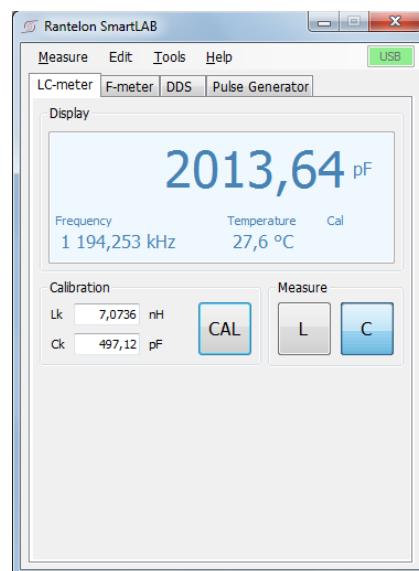 Rantelon SmartLAB
Measure Edit Tools Help USB
LC-meter F-meter DDS Pulse Generator
Display
2013,64 pF
Frequency Temperature Cal
1 194,253 kHz 27,6 °C
Calibration Measure
Lk 7,0736 nH
CAL L C
Ck 497,12 pF